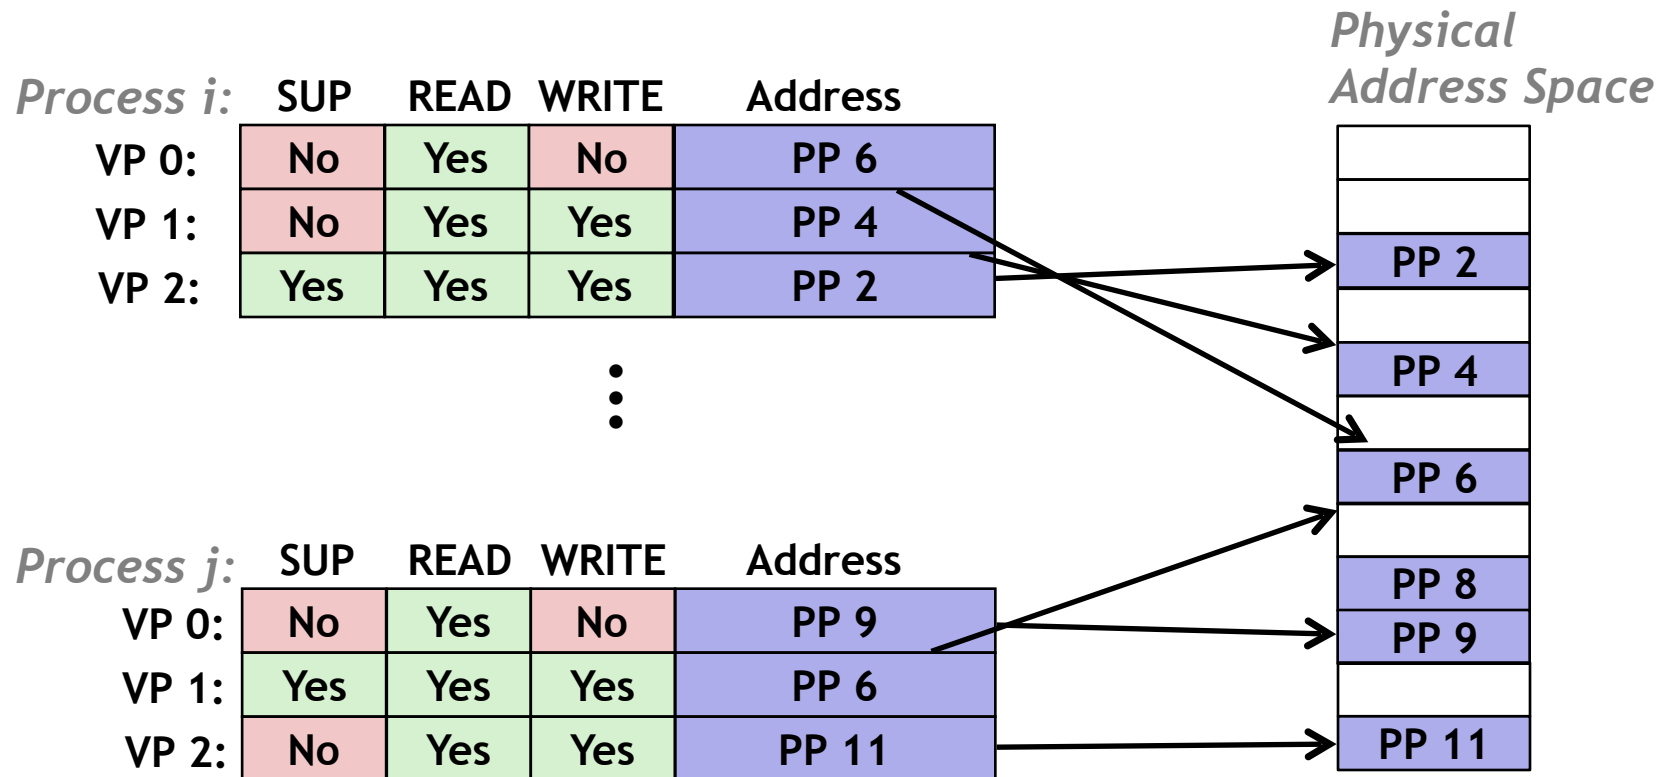 Physical
Address Space
Process i: SUP READ WRITE Address
VP 0: No Yes No PP 6
VP 1: No Yes Yes PP 4
VP 2: Yes Yes Yes PP 2
PP 2
PP 4
PP 6
PP 8
PP 9
PP 11
Process j: SUP READ WRITE Address
VP 0: No Yes No PP 9
VP 1: Yes Yes Yes PP 6
VP 2: No Yes Yes PP 11